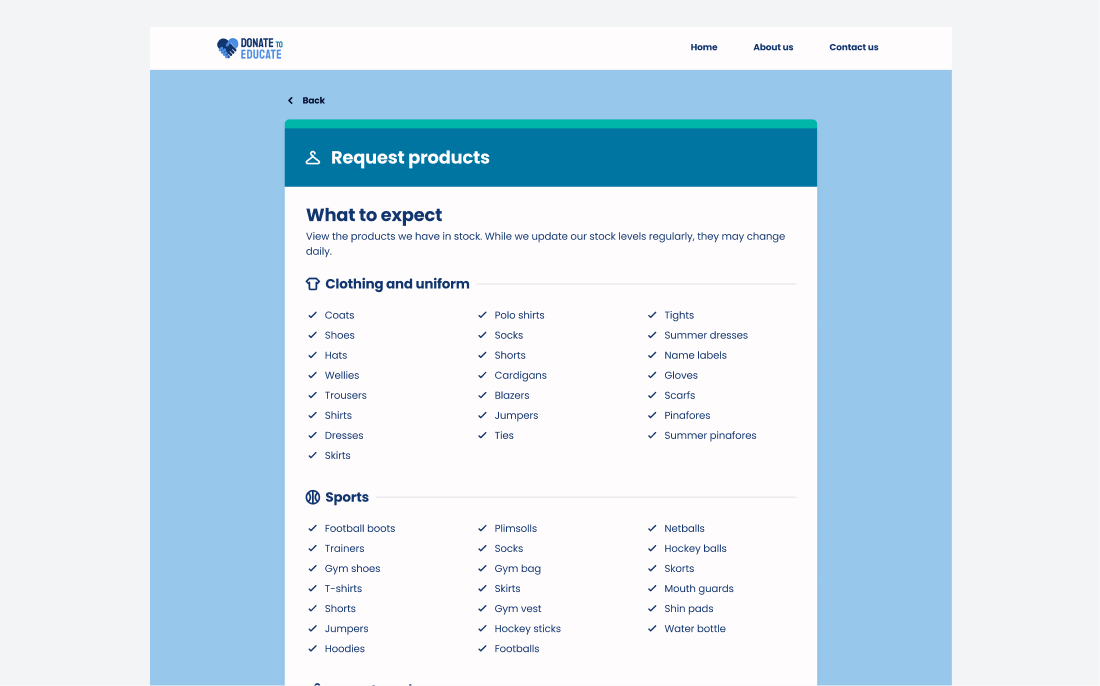 DONATE TO
EDUCATE
Home
About us
Contact us
Back
Request products
What to expect
View the products we have in stock. While we update our stock levels regularly, they may change
daily.
Clothing and uniform
Coats
Shoes
Hats
Wellies
Trousers
Shirts
Dresses
Skirts
Polo shirts
Socks
Shorts
Cardigans
Blazers
Jumpers
Ties
Tights
Summer dresses
Name labels
Gloves
Scarfs
Pinafores
Summer pinafores
Sports
Football boots
Trainers
Gym shoes
T-shirts
Shorts
Jumpers
Hoodies
Plimsolls
Socks
Gym bag
Skirts
Gym vest
Hockey sticks
Footballs
Netballs
Hockey balls
Skorts
Mouth guards
Shin pads
Water bottle